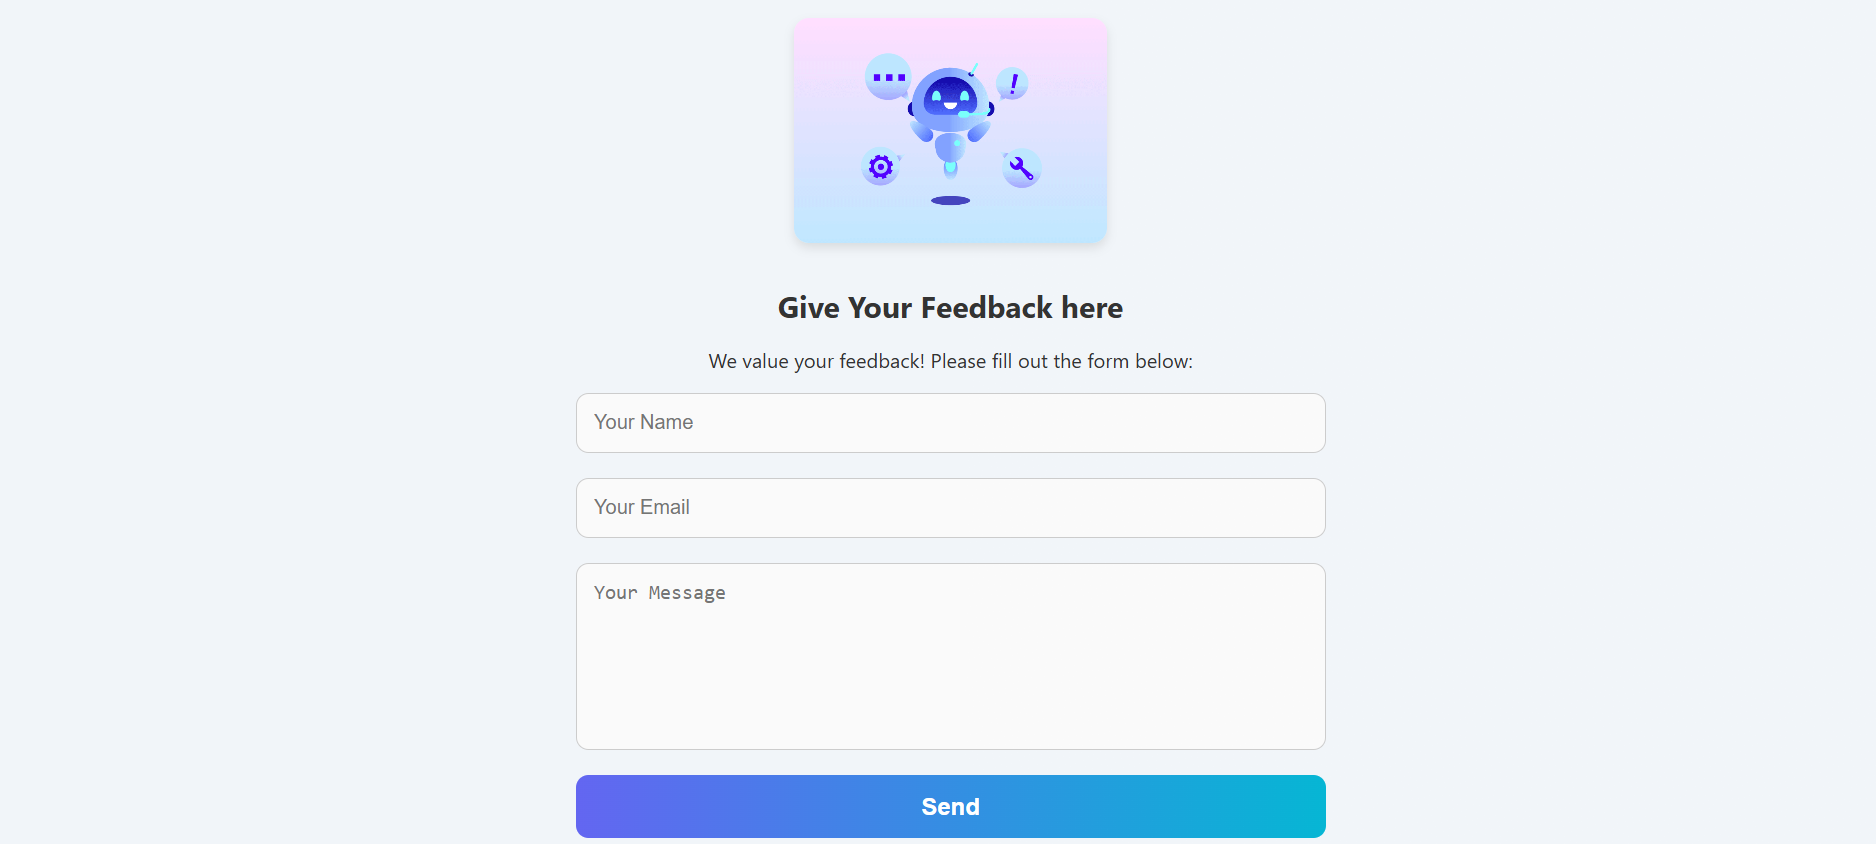 !
Give Your Feedback here
We value your feedback! Please fill out the form below:
Your Name
Your Email
Your Message
Send